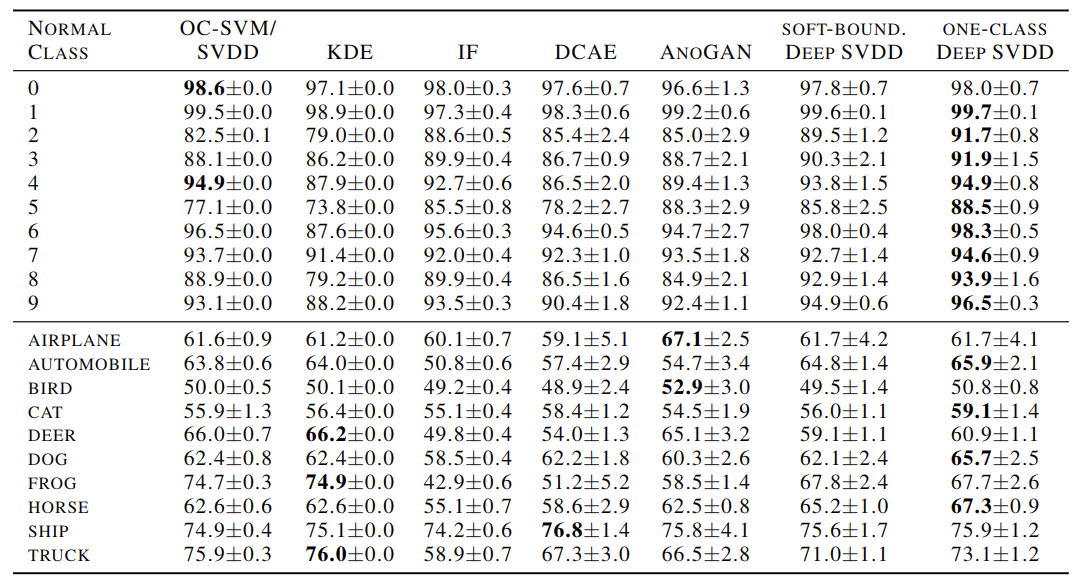 NORMAL CLASS OC-SVM/ SVDD KDE IF DCAE ANOGAN SOFT-BOUND. DEEP SVDD ONE-CLASS DEEP SVDD
0 98.6±0.0 97.1±0.0 98.0±0.3 97.6±0.7 96.6±1.3 97.8±0.7 98.0±0.7
1 99.5±0.0 98.9±0.0 97.3±0.4 98.3±0.6 99.2±0.6 99.6±0.1 99.7±0.1
2 82.5±0.1 79.0±0.0 88.6±0.5 85.4±2.4 85.0±2.9 89.5±1.2 91.7±0.8
3 88.1±0.0 86.2±0.0 89.9±0.4 86.7±0.9 88.7±2.1 90.3±2.1 91.9±1.5
4 94.9±0.0 87.9±0.0 92.7±0.6 86.5±2.0 89.4±1.3 93.8±1.5 94.9±0.8
5 77.1±0.0 73.8±0.0 85.5±0.8 78.2±2.7 88.3±2.9 85.8±2.5 88.5±0.9
6 96.5±0.0 87.6±0.0 95.6±0.3 94.6±0.5 94.7±2.7 98.0±0.4 98.3±0.5
7 93.7±0.0 91.4±0.0 92.0±0.4 92.3±1.0 93.5±1.8 92.7±1.4 94.6±0.9
8 88.9±0.0 79.2±0.0 89.9±0.4 86.5±1.6 84.9±2.1 92.9±1.4 93.9±1.6
9 93.1±0.0 88.2±0.0 93.5±0.3 90.4±1.8 92.4±1.1 94.9±0.6 96.5±0.3
AIRPLANE 61.6±0.9 61.2±0.0 60.1±0.7 59.1±5.1 67.1±2.5 61.7±4.2 61.7±4.1
AUTOMOBILE 63.8±0.6 64.0±0.0 50.8±0.6 57.4±2.9 54.7±3.4 64.8±1.4 65.9±2.1
BIRD 50.0±0.5 50.1±0.0 49.2±0.4 48.9±2.4 52.9±3.0 49.5±1.4 50.8±0.8
CAT 55.9±1.3 56.4±0.0 55.1±0.4 58.4±1.2 54.5±1.9 56.0±1.1 59.1±1.4
DEER 66.0±0.7 66.2±0.0 49.8±0.4 54.0±1.3 65.1±3.2 59.1±1.1 60.9±1.1
DOG 62.4±0.8 62.4±0.0 58.5±0.4 62.2±1.8 60.3±2.6 62.1±2.4 65.7±2.5
FROG 74.7±0.3 74.9±0.0 42.9±0.6 51.2±5.2 58.5±1.4 67.8±2.4 67.7±2.6
HORSE 62.6±0.6 62.6±0.0 55.1±0.7 58.6±2.9 62.5±0.8 65.2±1.0 67.3±0.9
SHIP 74.9±0.4 75.1±0.0 74.2±0.6 76.8±1.4 75.8±4.1 75.6±1.7 75.9±1.2
TRUCK 75.9±0.3 76.0±0.0 58.9±0.7 67.3±3.0 66.5±2.8 71.0±1.1 73.1±1.2